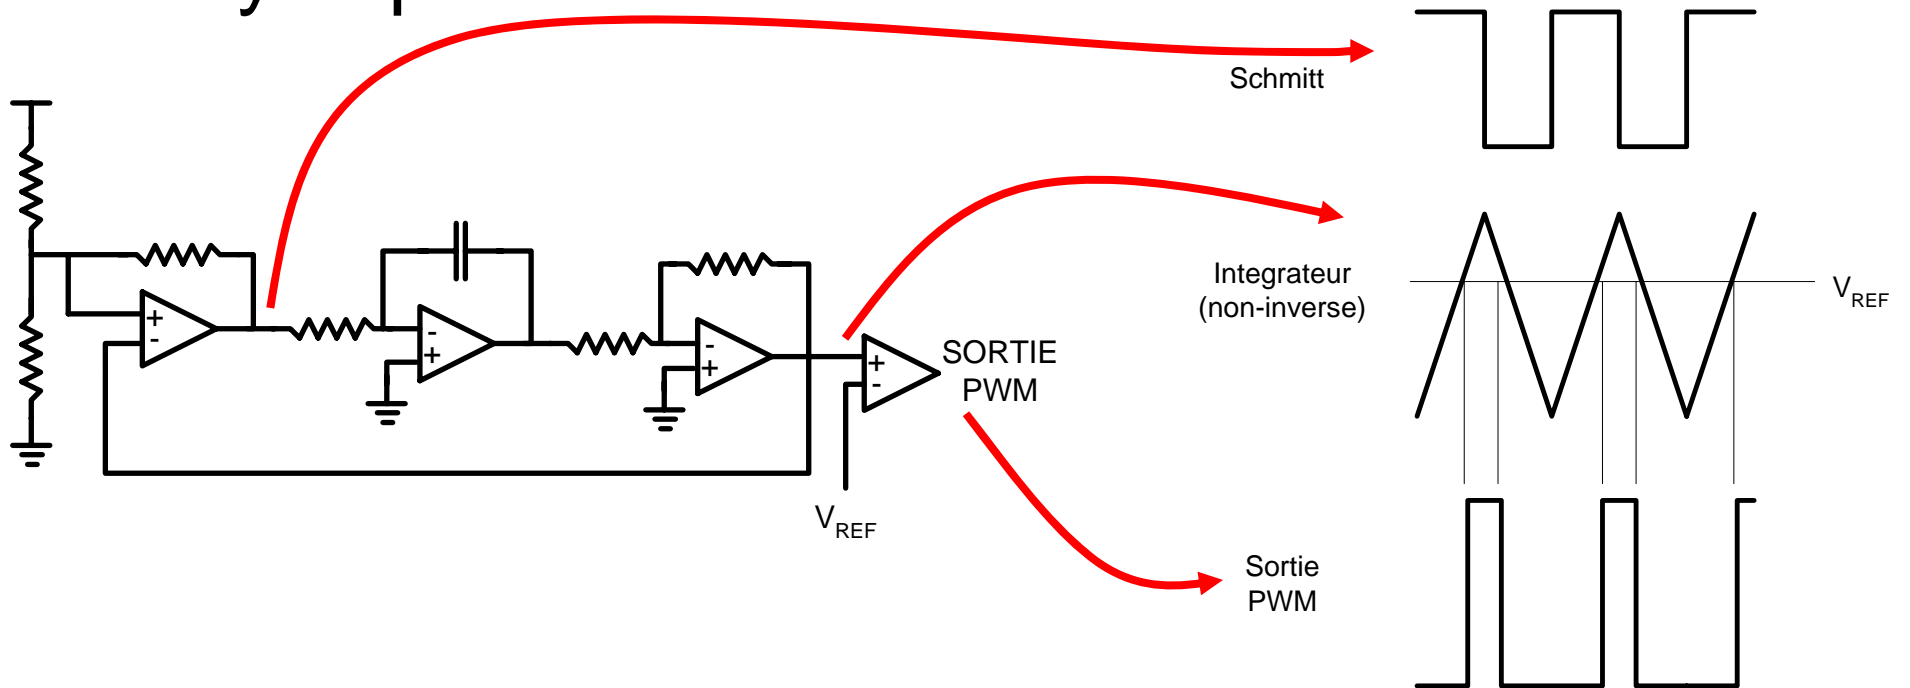 Schmitt
Integrateur
(non-inverse)
VREF
+
-
-
+
-
+
+
-
SORTIE
PWM
VREF
Sortie
PWM